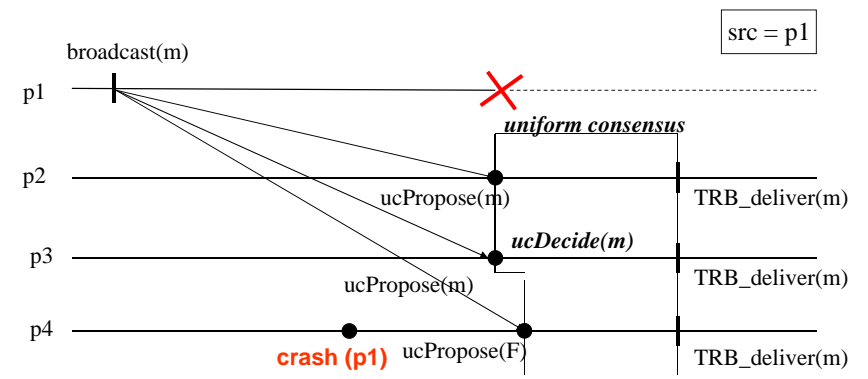 src = p1
broadcast(m)
p1
uniform consensus
p2
ucPropose(m)
TRB_deliver(m)
ucDecide(m)
p3
ucPropose(m)
TRB_deliver(m)
p4
crash (p1)
ucPropose(F)
TRB_deliver(m)